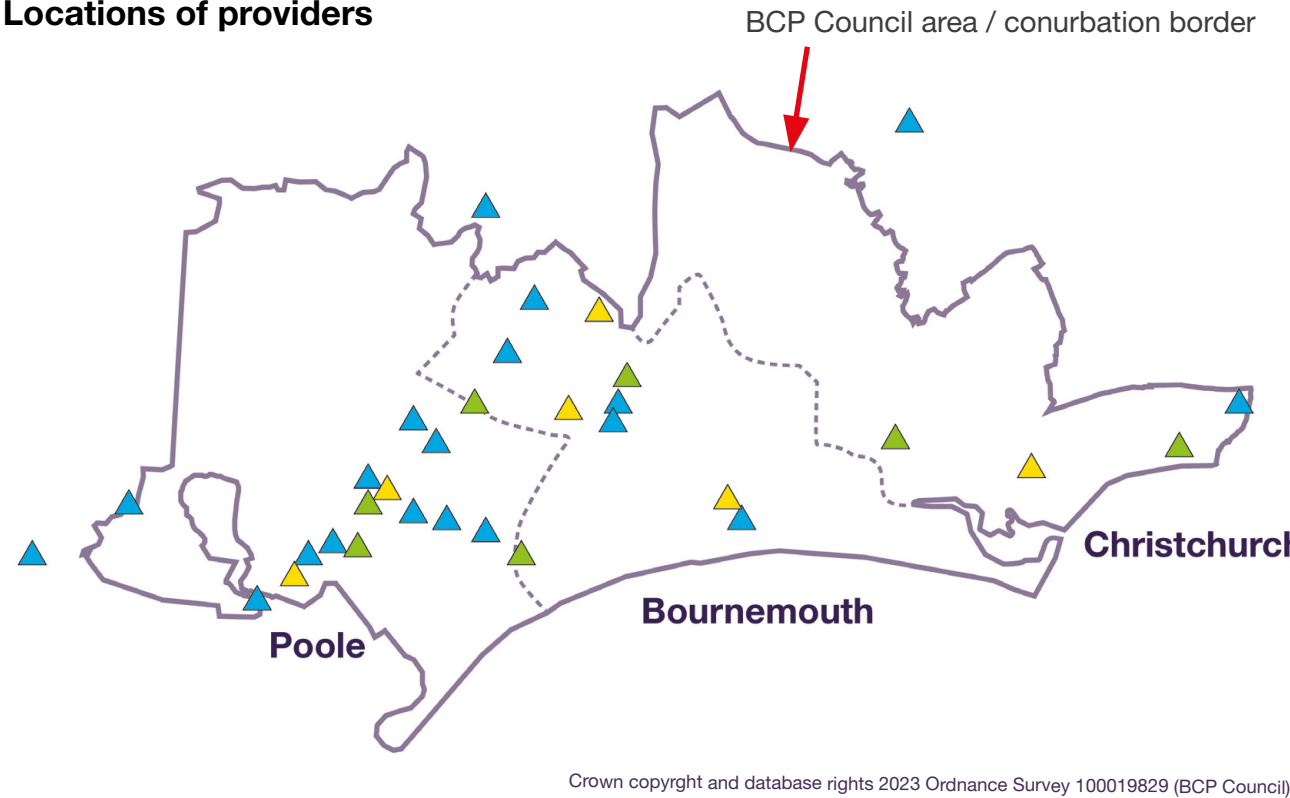 Locations of providers
BCP Council area / conurbation border
Christchurch
Bournemouth
Poole
Crown copyrght and database rights 2023 Ordnance Survey 100019829 (BCP Council)